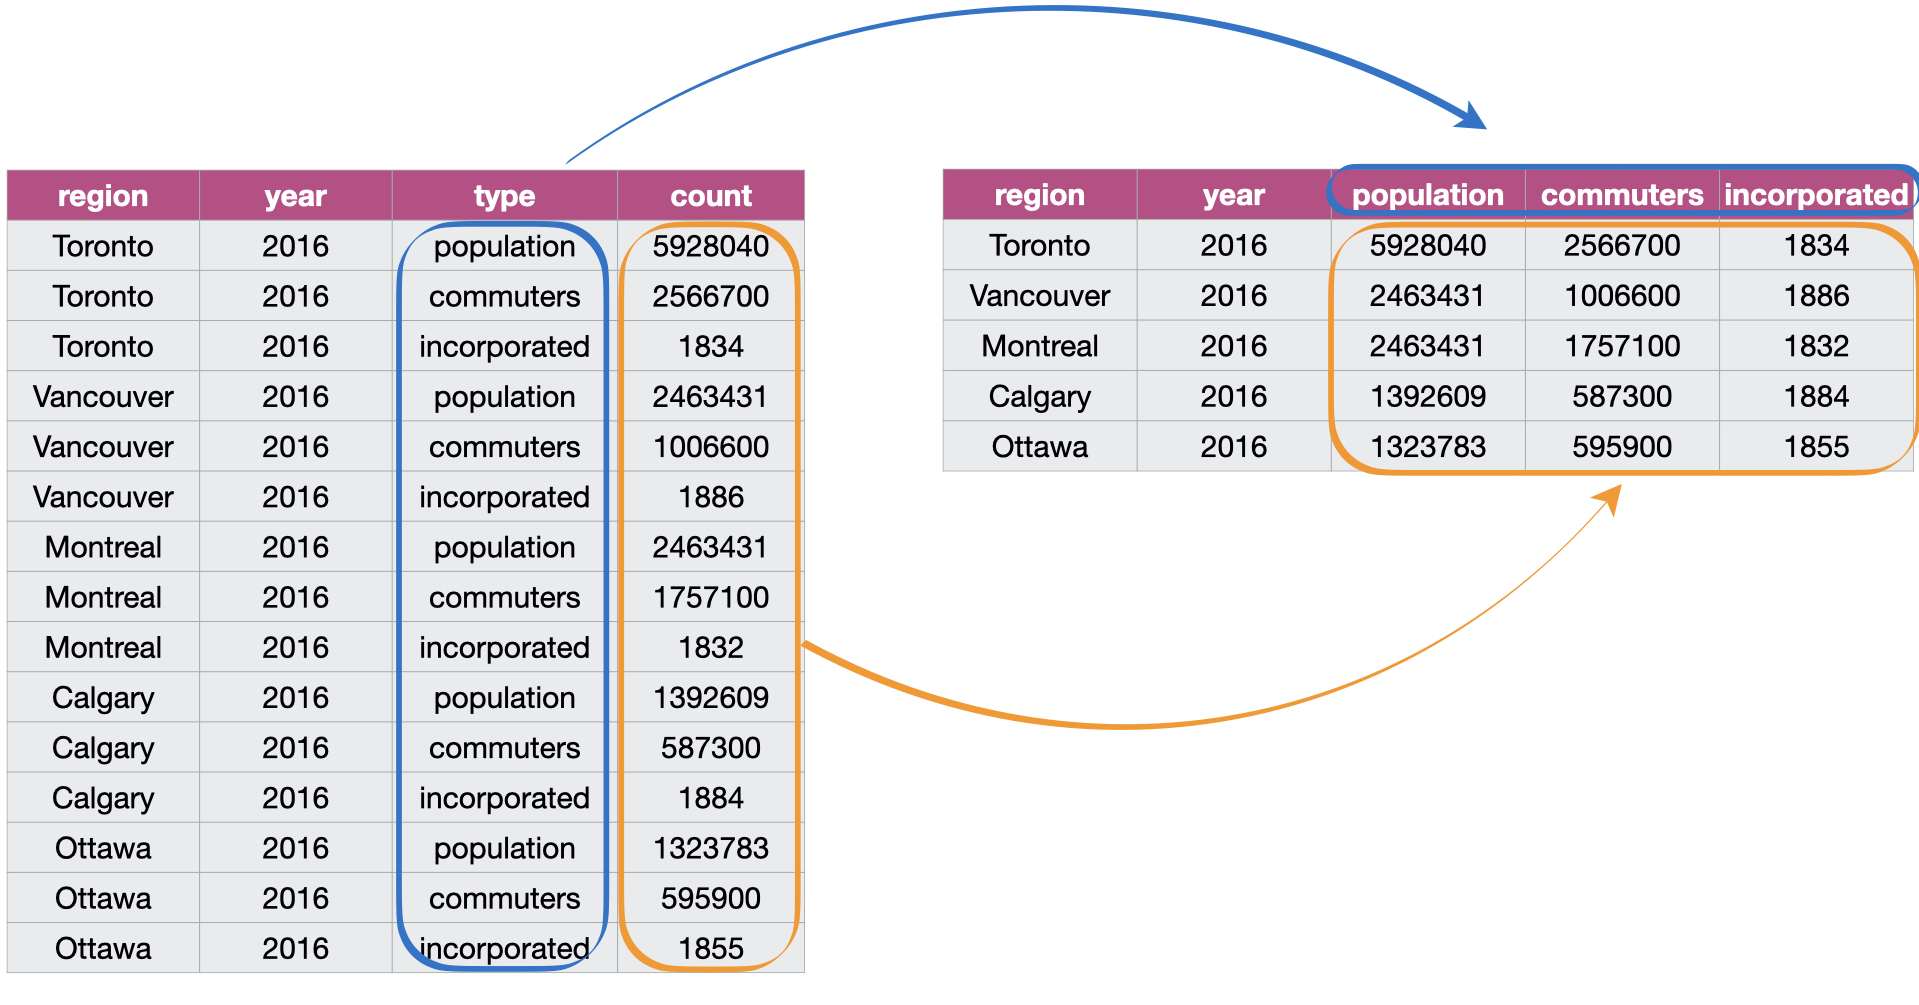 region year type count
Toronto 2016 population 5928040
Toronto 2016 commuters 2566700
Toronto 2016 incorporated 1834
Vancouver 2016 population 2463431
Vancouver 2016 commuters 1006600
Vancouver 2016 incorporated 1886
Montreal 2016 population 2463431
Montreal 2016 commuters 1757100
Montreal 2016 incorporated 1832
Calgary 2016 population 1392609
Calgary 2016 commuters 587300
Calgary 2016 incorporated 1884
Ottawa 2016 population 1323783
Ottawa 2016 commuters 595900
Ottawa 2016 incorporated 1855
region year population commuters incorporated
Toronto 2016 5928040 2566700 1834
Vancouver 2016 2463431 1006600 1886
Montreal 2016 2463431 1757100 1832
Calgary 2016 1392609 587300 1884
Ottawa 2016 1323783 595900 1855